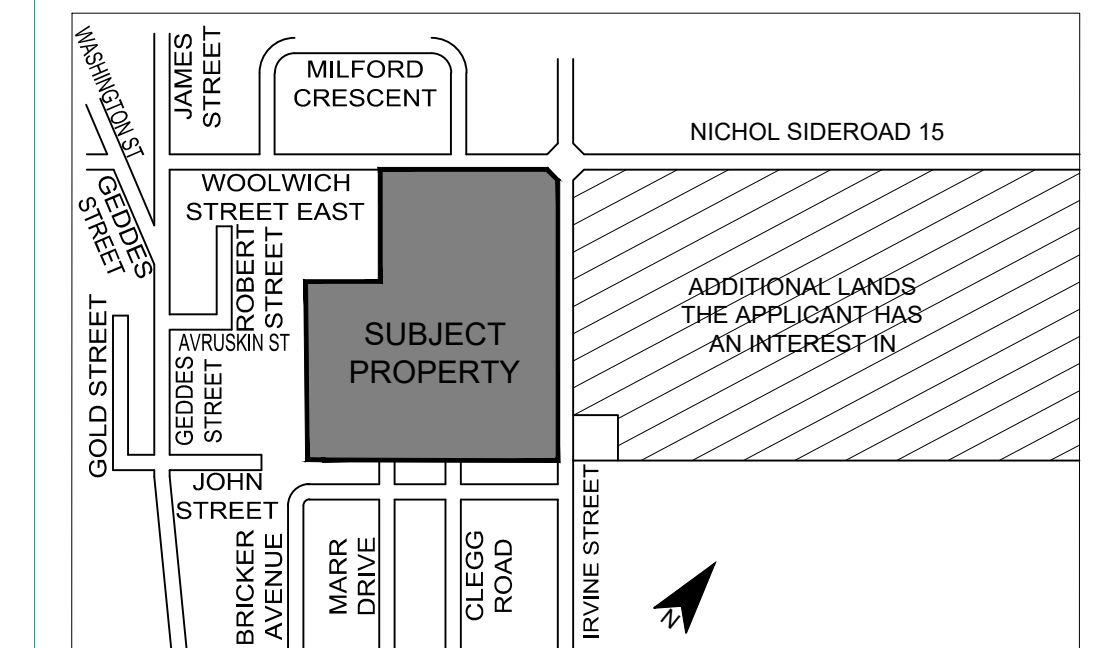 WASHINGTON ST
JAMES
STREET
MILFORD
CRESCENT
NICHOL SIDEROAD 15
GEDDES
STREET
WOOLWICH
STREET EAST
ROBERT
STREET
ADDITIONAL LANDS
THE APPLICANT HAS
AN INTEREST IN
SUBJECT
PROPERTY
AVRUSKIN ST
GOLD STREET
GEDDES
STREET
JOHN
STREET
BRICKER
AVENUE
MARR
DRIVE
CLEGG
ROAD
IRVINE STREET
N